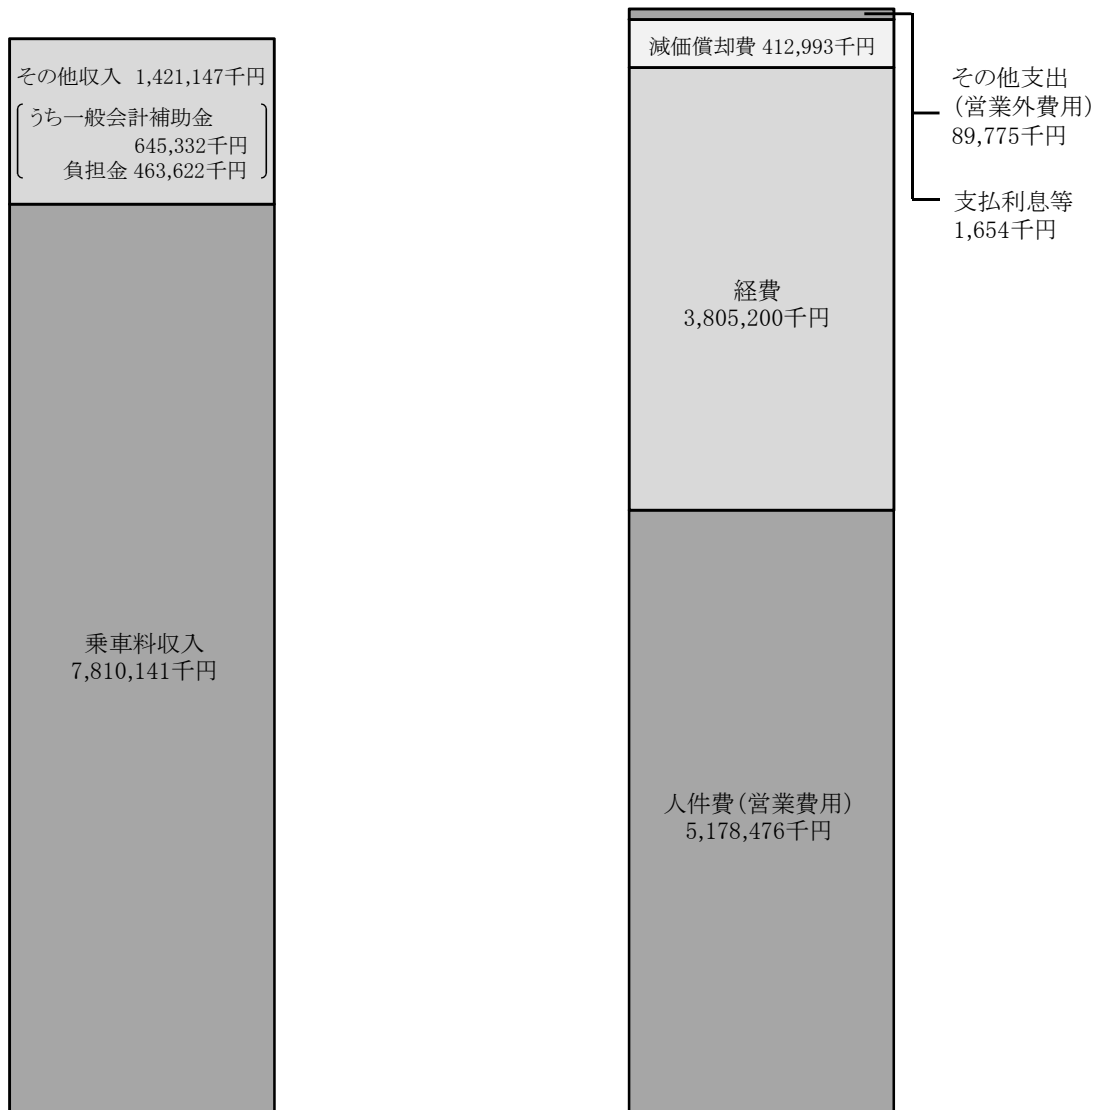 その他収入 1,421,147千円
うち一般会計補助金
645,332千円
負担金 463,622千円
乗車料収入
7,810,141千円
減価償却費 412,993千円
経費
3,805,200千円
人件費(営業費用)
5,178,476千円
その他支出
(営業外費用)
89,775千円
支払利息等
1,654千円